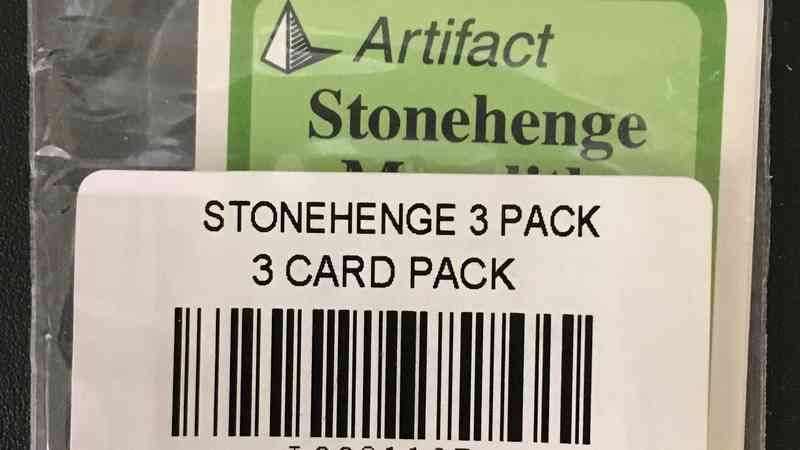 Artifact
Stonehenge
STONEHENGE 3 PACK
3 CARD PACK